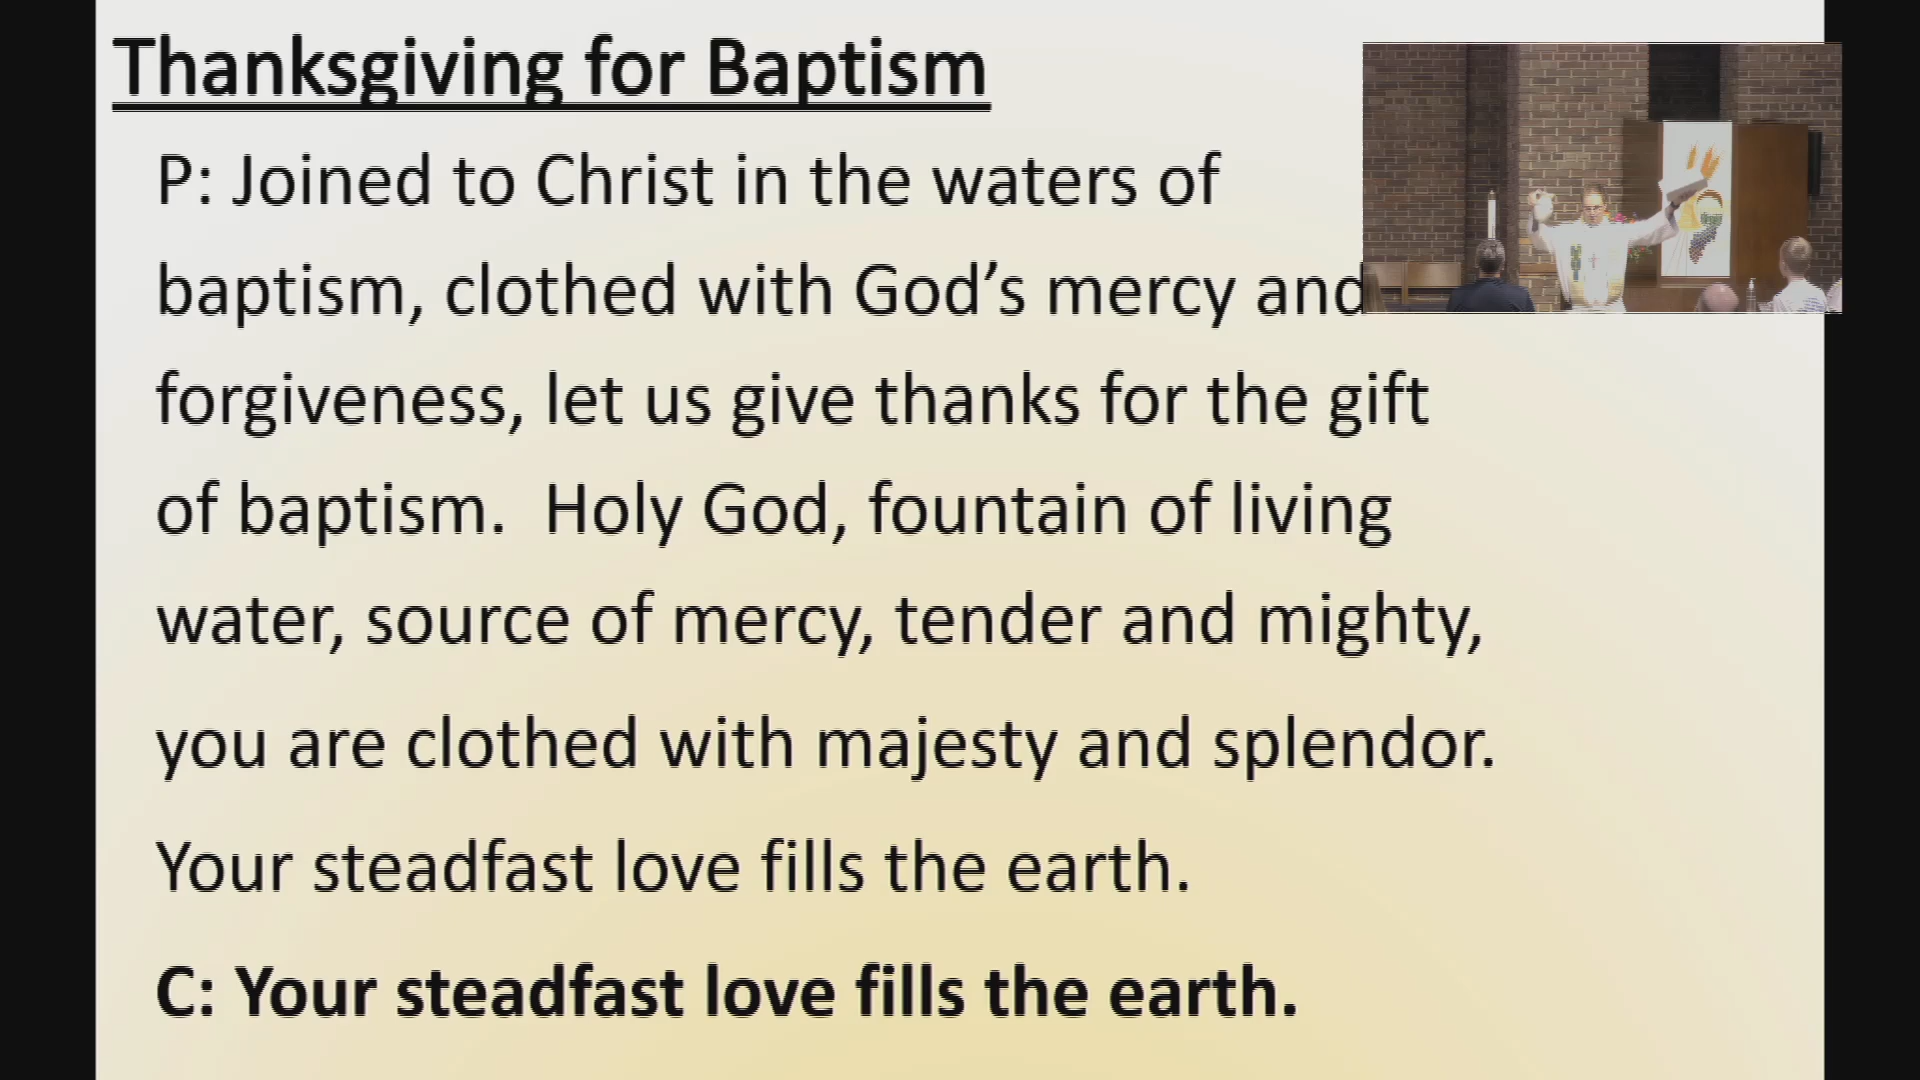 Thanksgiving for Baptism
P: Joined to Christ in the waters of
baptism, clothed with God’s mercy and
forgiveness, let us give thanks for the gift
of baptism.  Holy God, fountain of living
water, source of mercy, tender and mighty,
you are clothed with majesty and splendor.
Your steadfast love fills the earth.
C: Your steadfast love fills the earth.